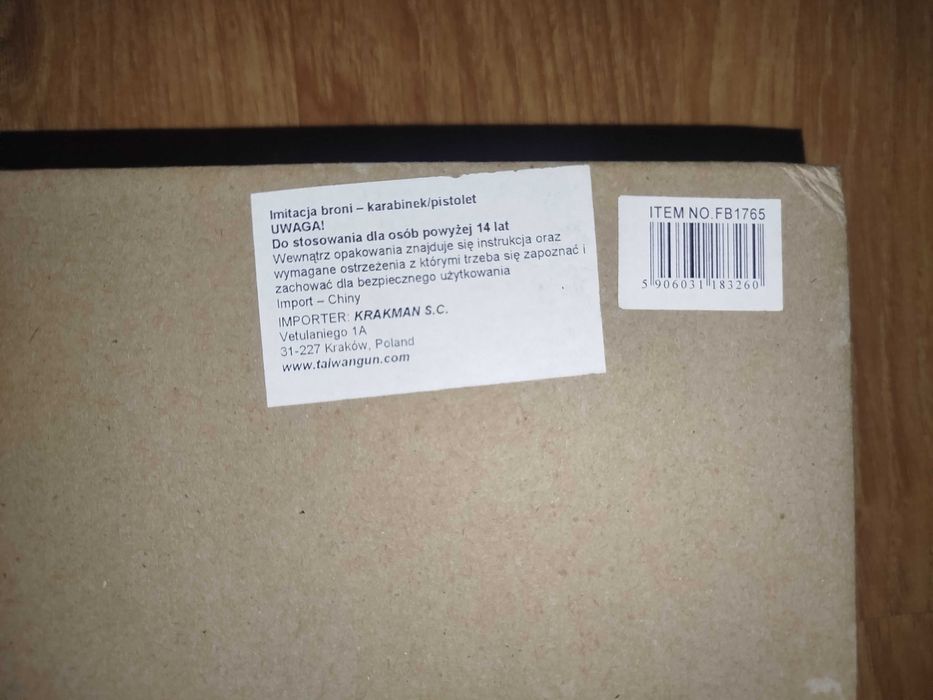 Imitacja broni – karabinek/pistolet
UWAGA!
Do stosowania dla osób powyżej 14 lat
Wewnątrz opakowania znajduje się instrukcja oraz
wymagane ostrzeżenia z którymi trzeba się zapoznać i
zachować dla bezpiecznego użytkowania
Import – Chiny
IMPORTER: KRAKMAN S.C.
Vetulaniego 1A
31-227 Kraków, Poland
www.taiwangun.com
ITEM NO.FB1765
5 906031 183260